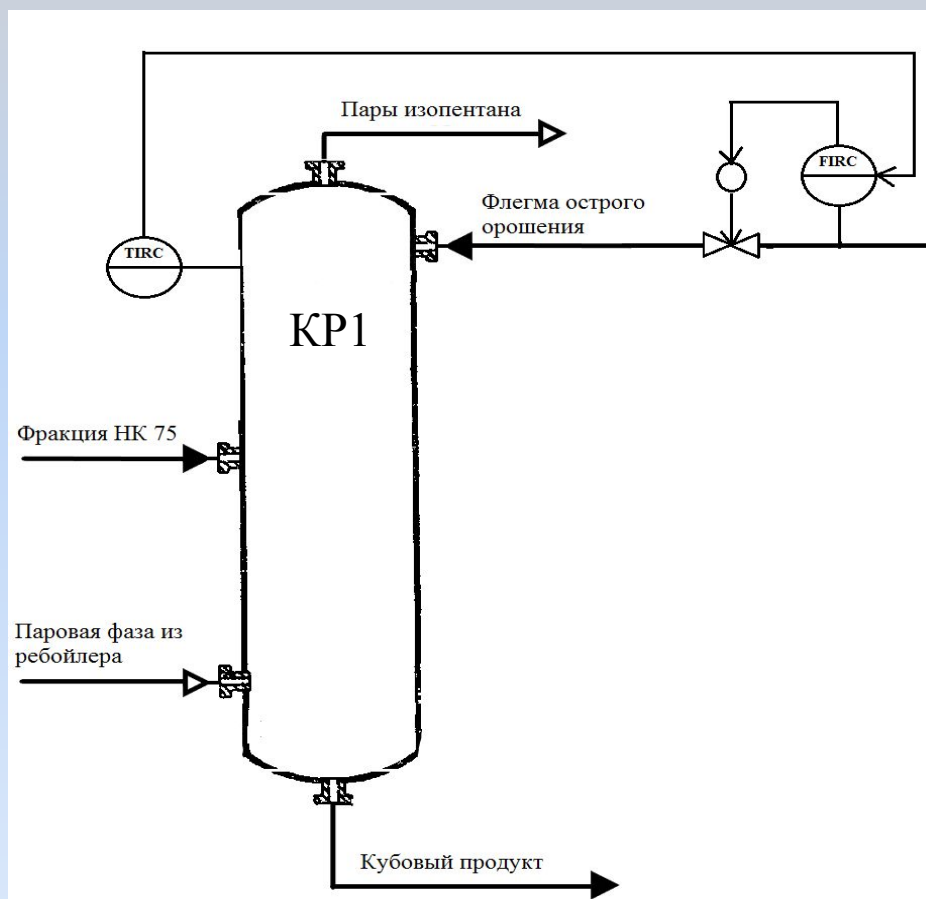 Пары изопентана
FIRC
Флегма острого
орошения
TIRC
КР1
Фракция НК 75
Паровая фаза из
ребойлера
Кубовый продукт